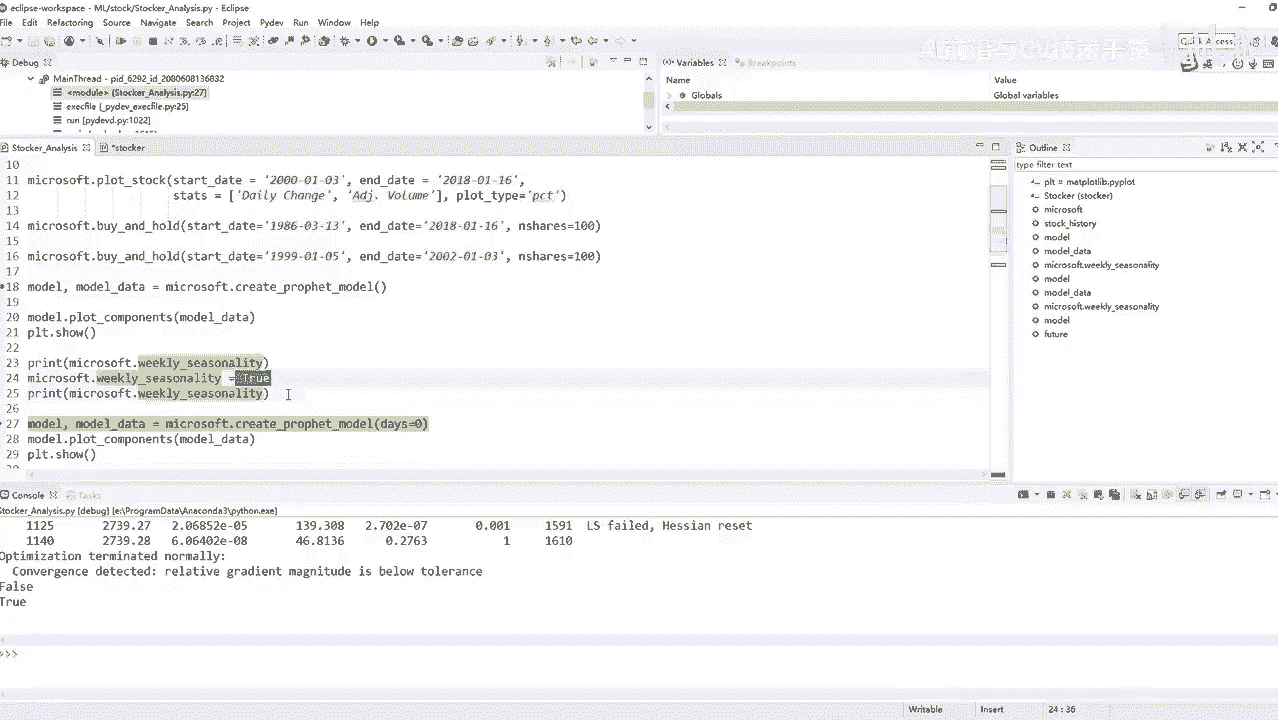 eclipse-workspace - ML/stock/Stocker_Analysis.py - Eclipse
File Edit Refactoring Source Navigate Search Project Pydev Run Window Help
Debug
MainThread - pid_6292_id_2080608136832
<module> [Stocker_Analysis.py:27]
execfile [_pydev_execfile.py:25]
run [pydevd.py:1022]
Variables Breakpoints
Name Value
Globals Global variables
Stocker_Analysis *stocker
10
11 microsoft.plot_stock(start_date = '2000-01-03', end_date = '2018-01-16',
12 stats = ['Daily Change', 'Adj. Volume'], plot_type='pct')
13
14 microsoft.buy_and_hold(start_date='1986- -13', end_date='2018-01-16', nshares=100)
15
16 microsoft.buy_and_hold(start_date='1999-01-05', end_date='2002-01-03', nshares=100)
17
18 model, model_data = microsoft.create_prophet_model()
19
20 model.plot_components(model_data)
21 plt.show()
22
23 print(microsoft.weekly_seasonality)
24 microsoft.weekly_seasonality = True
25 print(microsoft.weekly_seasonality)
26
27 model, model_data = microsoft.create_prophet_model(days=0)
28 model.plot_components(model_data)
29 plt.show()
Outline
type filter text
plt = matplotlib.pyplot
Stocker (stocker)
microsoft
stock_history
model
model_data
microsoft.weekly_seasonality
model
model_data
microsoft.weekly_seasonality
model
future
Console Tasks
Stocker_Analysis.py [debug] [e:\ProgramData\Anaconda3\python.exe]
1125 2739.27 2.06852e-05 139.308 2.702e-07 0.001 1591 LS failed, Hessian reset
1140 2739.28 6.06402e-08 46.8136 0.2763 1 1610
Optimization terminated normally:
Convergence detected: relative gradient magnitude is below tolerance
False
True
>>>
Writable Insert 24 : 36